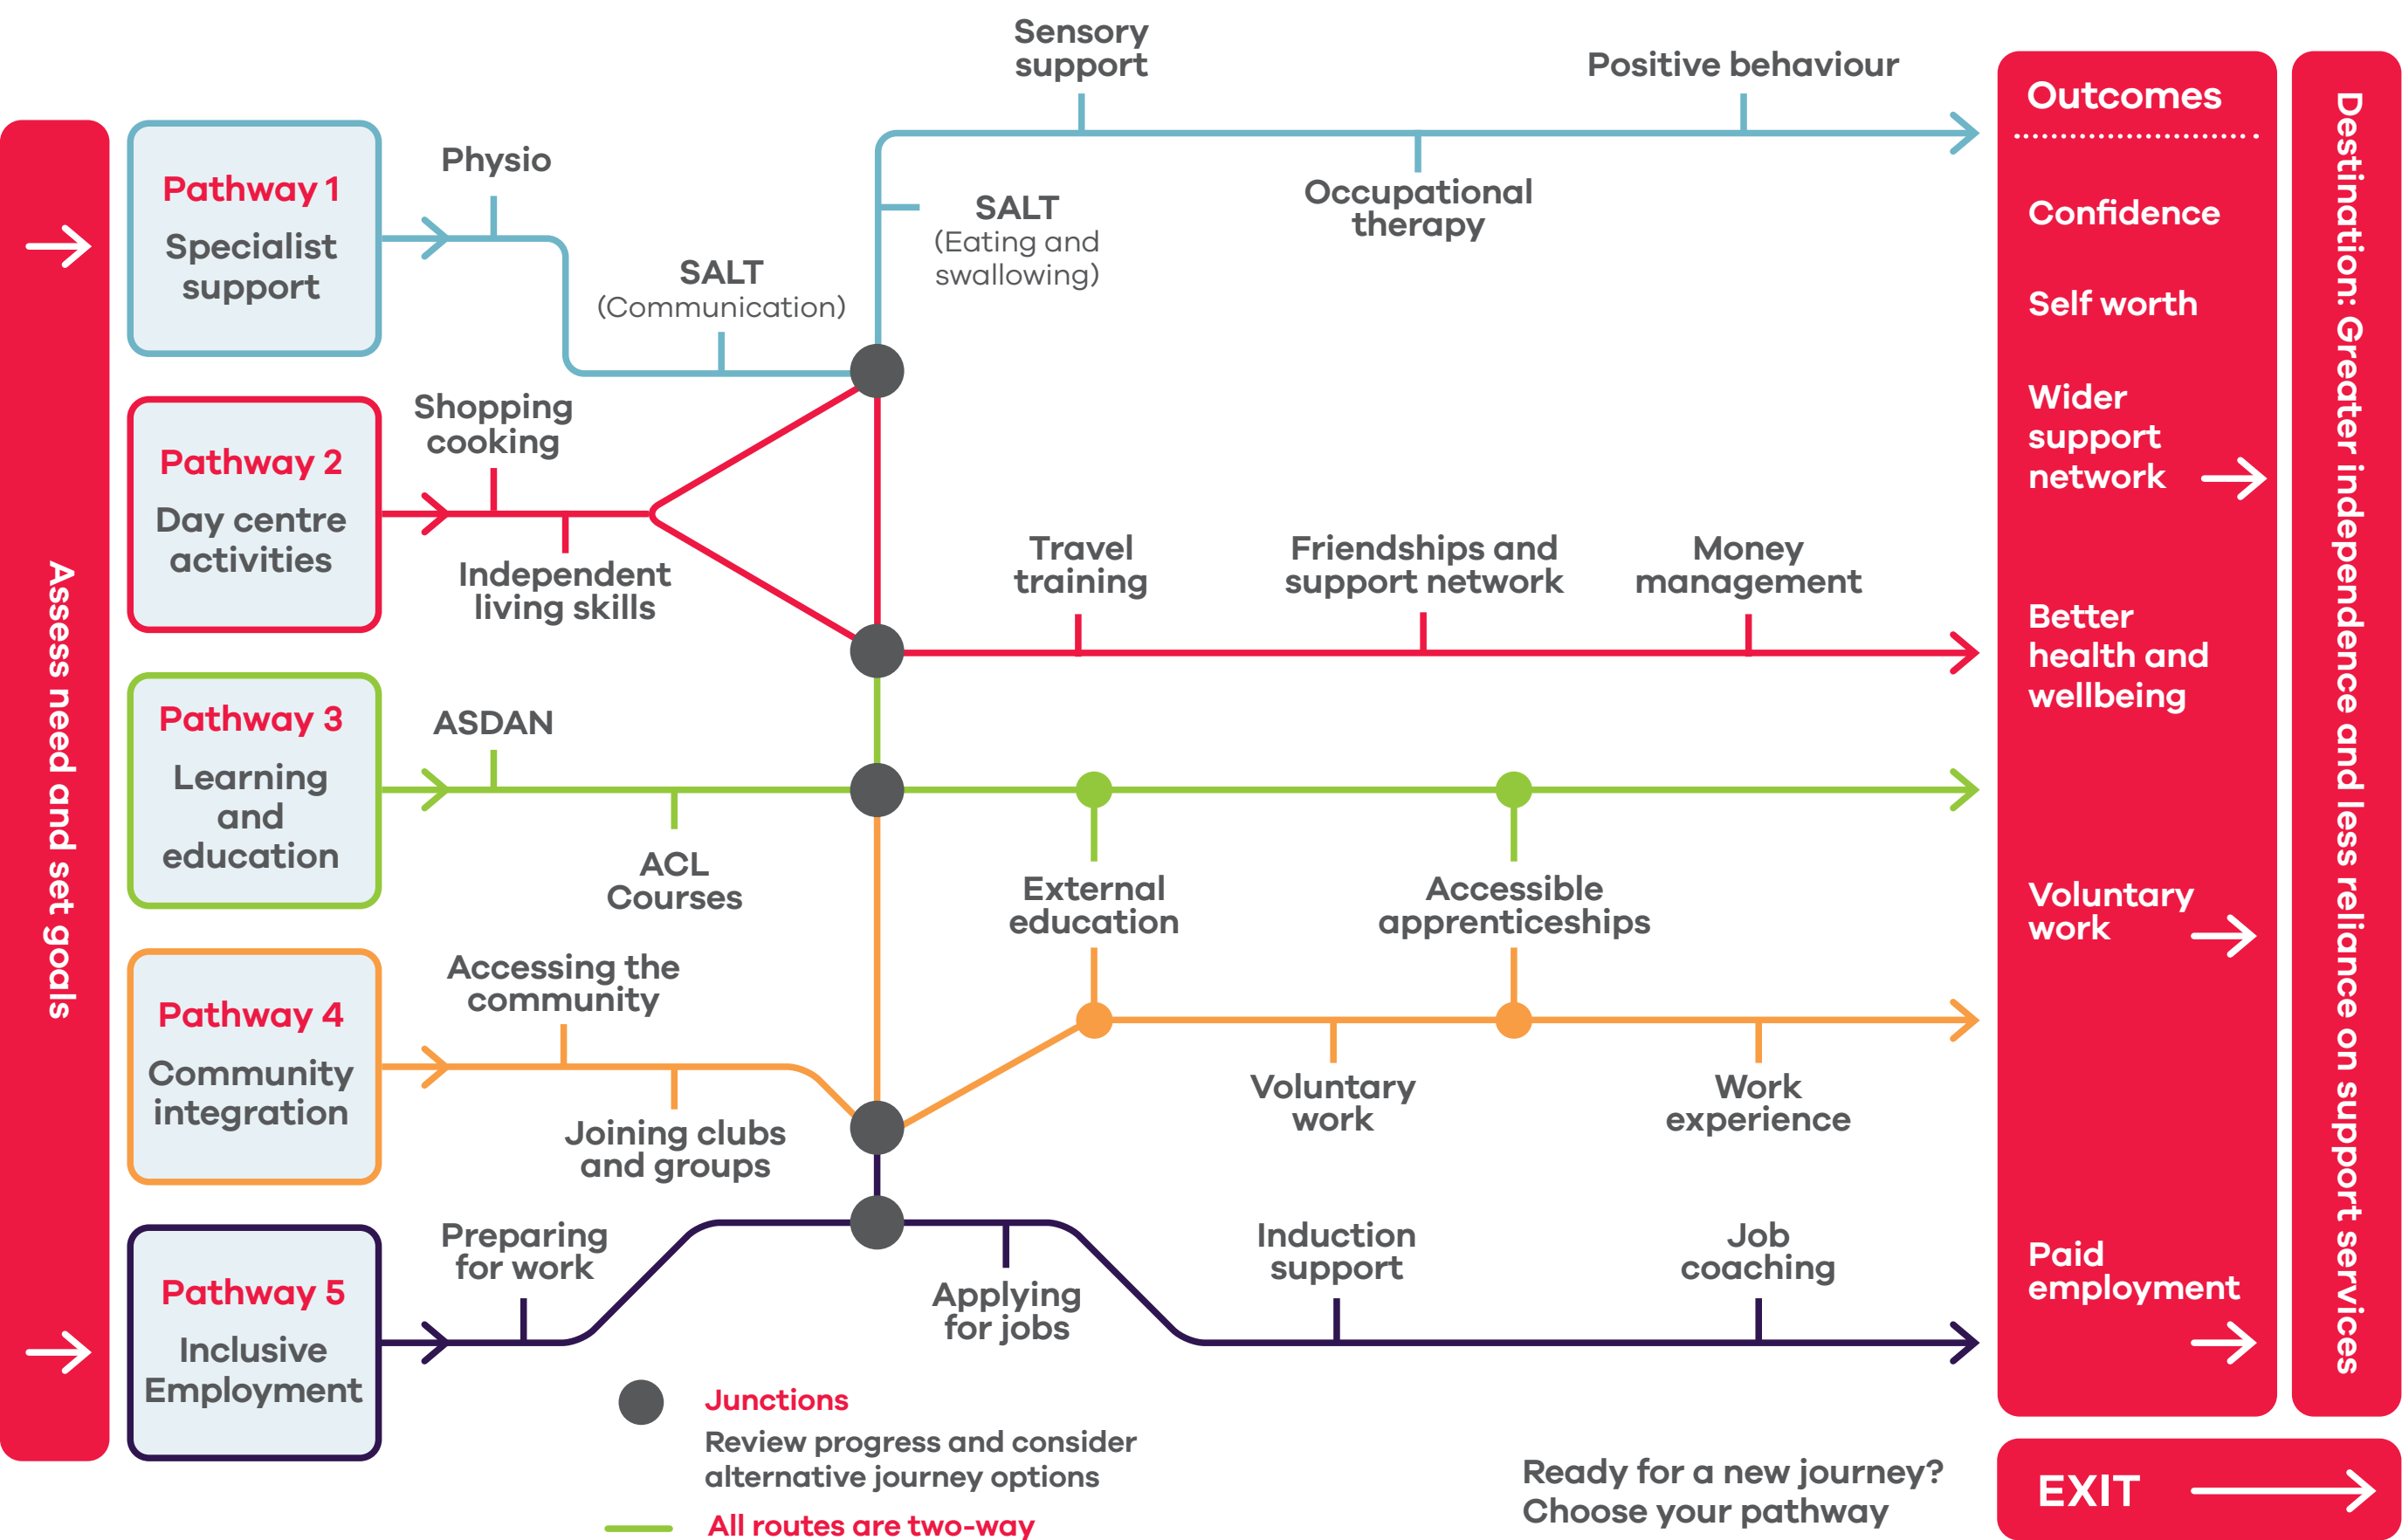 Assess need and set goals
Pathway 1
Specialist
support
Physio
SALT
(Communication)
SALT
(Eating and
swallowing)
Sensory
support
Occupational
therapy
Positive behaviour
Pathway 2
Day centre
activities
Shopping
cooking
Independent
living skills
Travel
training
Friendships and
support network
Money
management
Pathway 3
Learning
and
education
ASDAN
ACL
Courses
External
education
Accessible
apprenticeships
Pathway 4
Community
integration
Accessing the
community
Joining clubs
and groups
Voluntary
work
Work
experience
Pathway 5
Inclusive
Employment
Preparing
for work
Applying
for jobs
Induction
support
Job
coaching
Junctions
Review progress and consider
alternative journey options
All routes are two-way
Ready for a new journey?
Choose your pathway
Outcomes
Confidence
Self worth
Wider
support
network
Better
health and
wellbeing
Voluntary
work
Paid
employment
Destination: Greater independence and less reliance on support services
EXIT